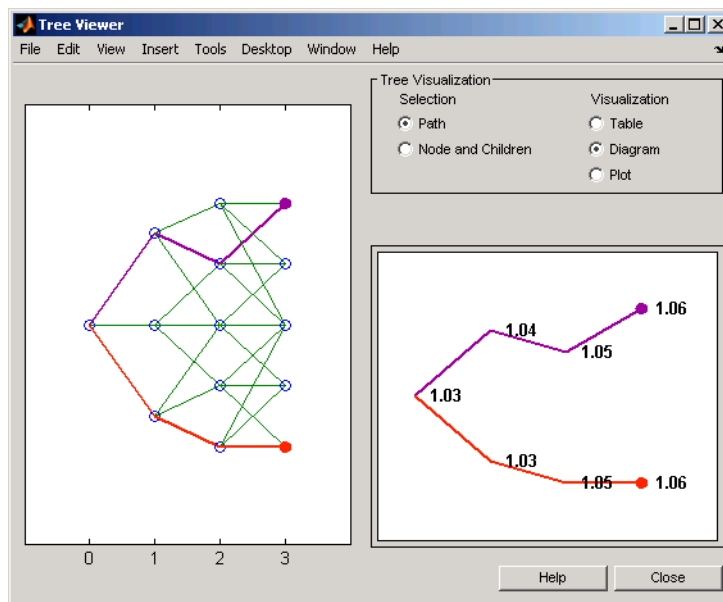 Tree Viewer
File Edit View Insert Tools Desktop Window Help
Tree Visualization
Selection Visualization
Path Table
Node and Children Diagram
Plot
1.06
1.04
1.05
1.03
1.03
1.05 1.06
0 1 2 3
Help Close